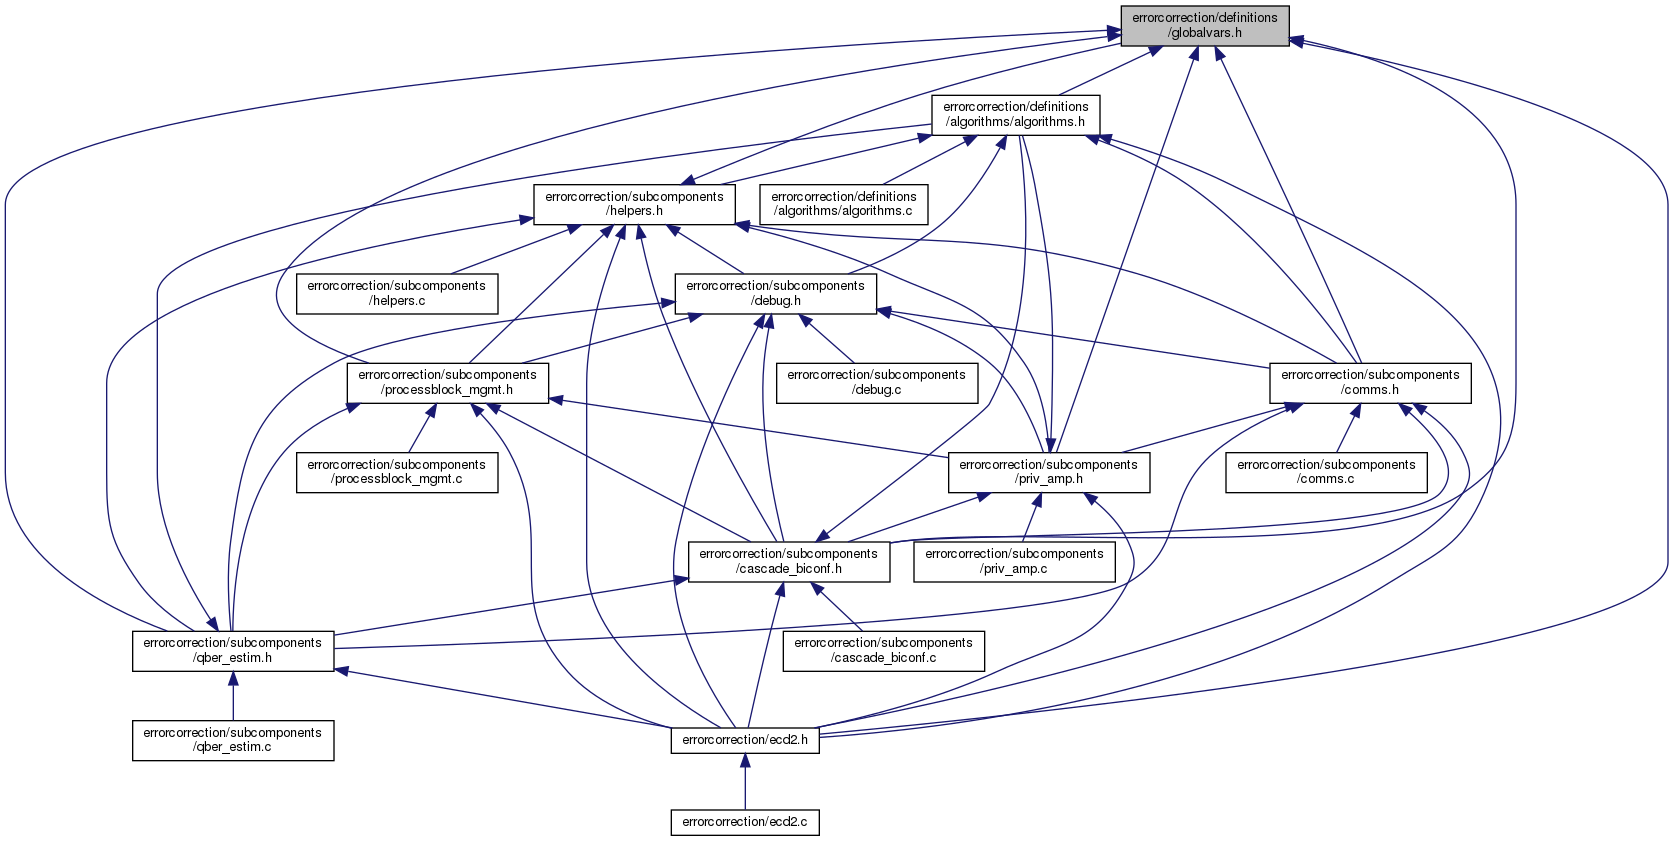 errorcorrection/definitions
/globalvars.h
errorcorrection/definitions
/algorithms/algorithms.h
errorcorrection/subcomponents
/helpers.h
errorcorrection/definitions
/algorithms/algorithms.c
errorcorrection/subcomponents
/helpers.c
errorcorrection/subcomponents
/debug.h
errorcorrection/subcomponents
/processblock_mgmt.h
errorcorrection/subcomponents
/debug.c
errorcorrection/subcomponents
/comms.h
errorcorrection/subcomponents
/processblock_mgmt.c
errorcorrection/subcomponents
/priv_amp.h
errorcorrection/subcomponents
/comms.c
errorcorrection/subcomponents
/cascade_biconf.h
errorcorrection/subcomponents
/priv_amp.c
errorcorrection/subcomponents
/qber_estim.h
errorcorrection/subcomponents
/cascade_biconf.c
errorcorrection/subcomponents
/qber_estim.c
errorcorrection/ecd2.h
errorcorrection/ecd2.c